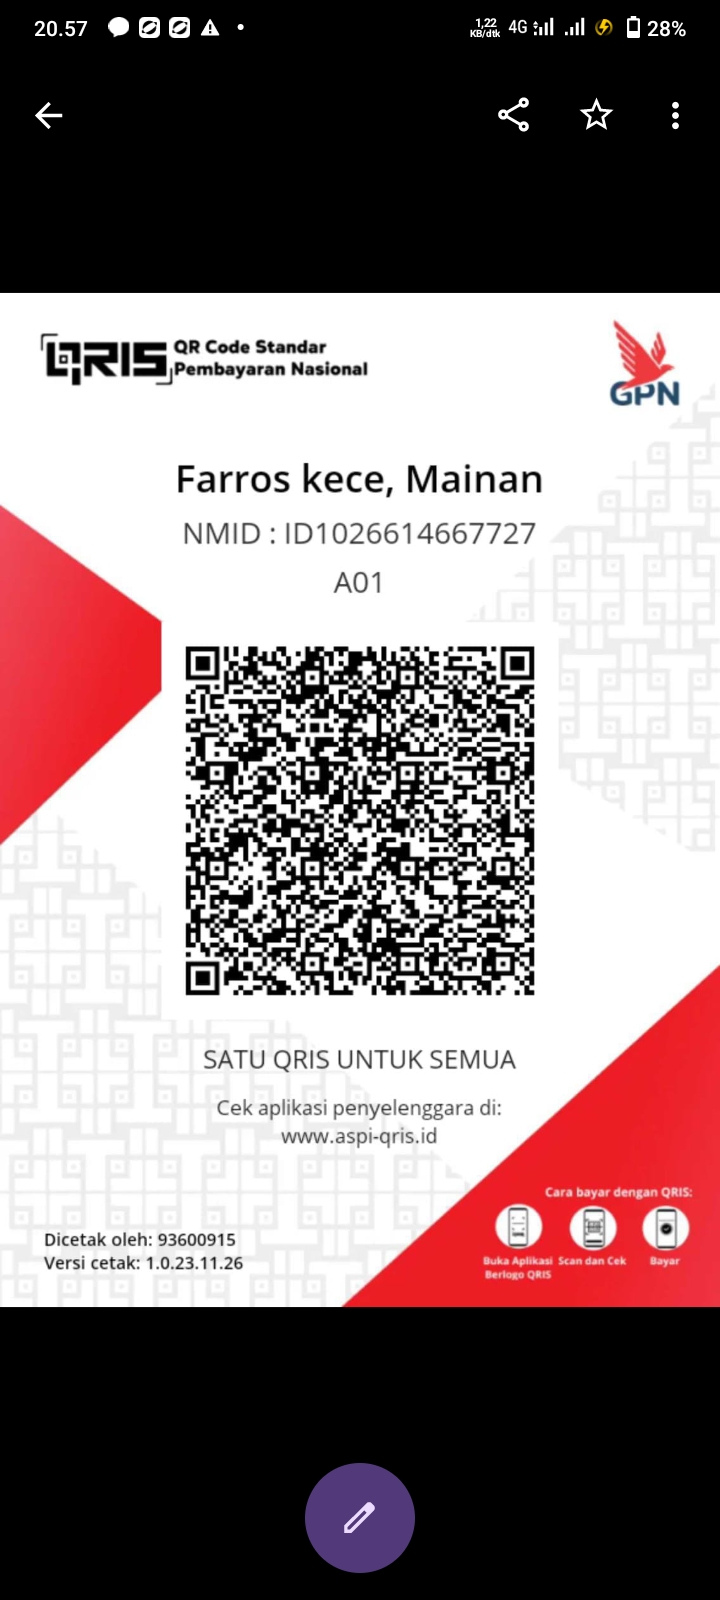 20.57
1,22
KB/dtk
4G
28%
QRIS
QR Code Standar
Pembayaran Nasional
GPN
Farros kece, Mainan
NMID : ID1026614667727
A01
SATU QRIS UNTUK SEMUA
Cek aplikasi penyelenggara di:
www.aspi-qris.id
Dicetak oleh: 93600915
Versi cetak: 1.0.23.11.26
Cara bayar dengan QRIS:
Buka Aplikasi
Berlogo QRIS
Scan dan Cek
Bayar